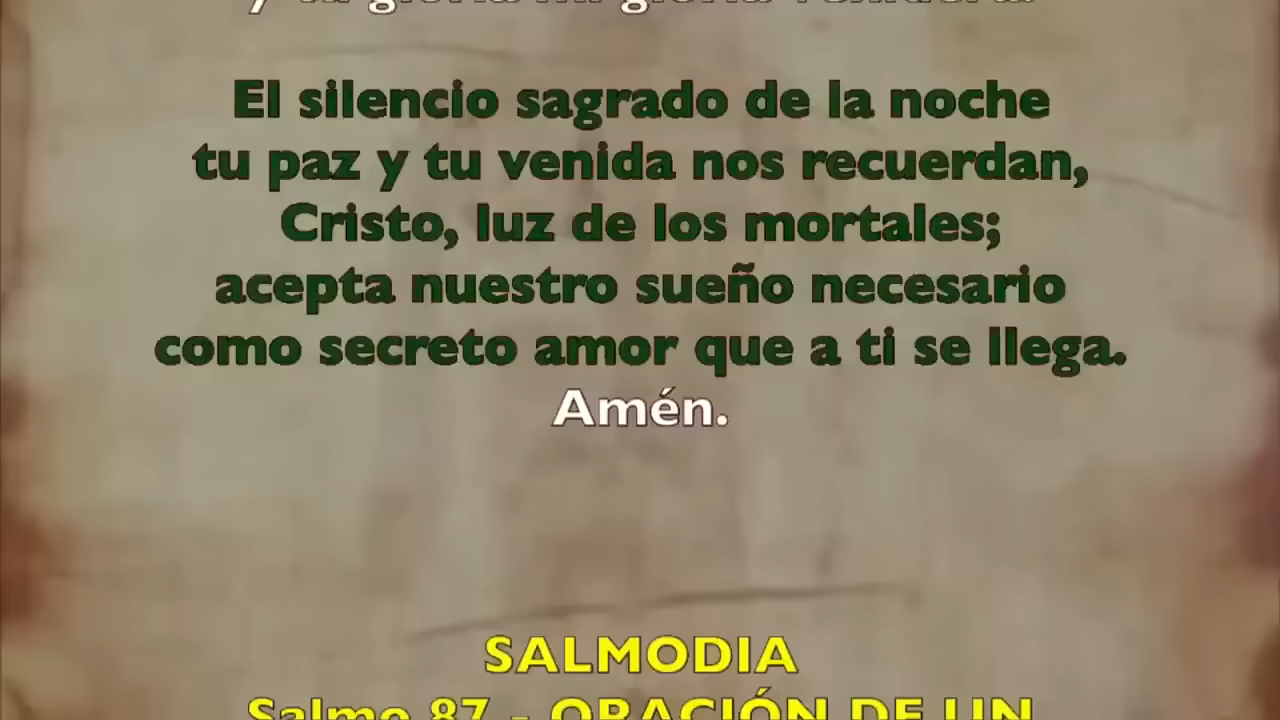 El silencio sagrado de la noche
tu paz y tu venida nos recuerdan,
Cristo, luz de los mortales;
acepta nuestro sueño necesario
como secreto amor que a ti se llega.
Amén.
SALMODIA
Salmo 87 - ORACIÓN DE UN